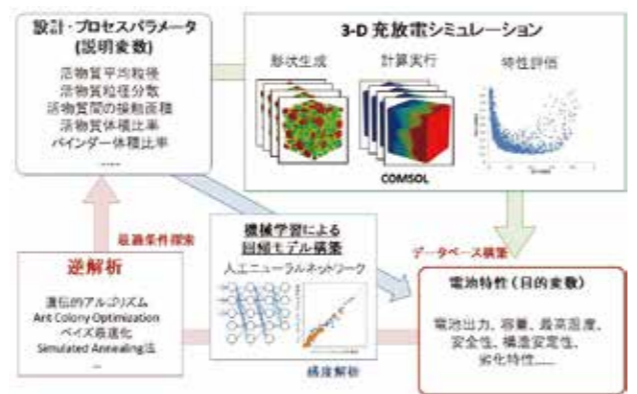 設計・プロセスパラメータ
(説明変数)
活物質平均粒径
活物質粒径分散
活物質間の接触面積
活物質体積比率
バインダー体積比率
……
3-D 充放電シミュレーション
形状生成
計算実行
特性評価
COMSOL
最適条件探索
機械学習による
回帰モデル構築
人工ニューラルネットワーク
データベース構築
逆解析
遺伝的アルゴリズム
Ant Colony Optimization
ベイズ最適化
Simulated Annealing法
…
感度解析
電池特性(目的変数)
電池出力、容量、最高温度、
安全性、構造安定性、
劣化特性……